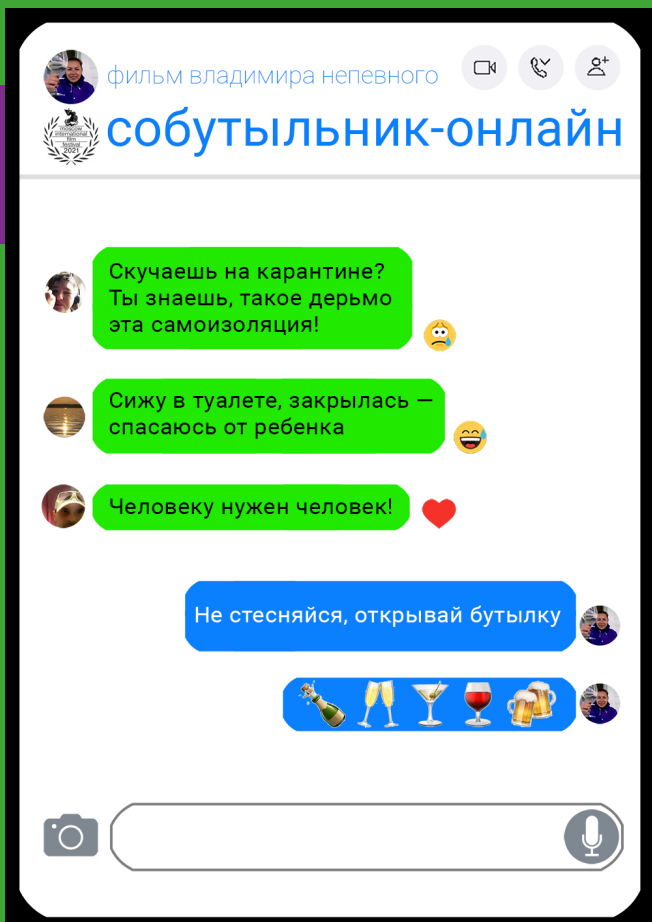 фильм владимира непевного
собутыльник-онлайн
moscow
international
film
festival
2021
Скучаешь на карантине?
Ты знаешь, такое дерьмо
эта самоизоляция!
Сижу в туалете, закрылась —
спасаюсь от ребенка
Человеку нужен человек!
Не стесняйся, открывай бутылку